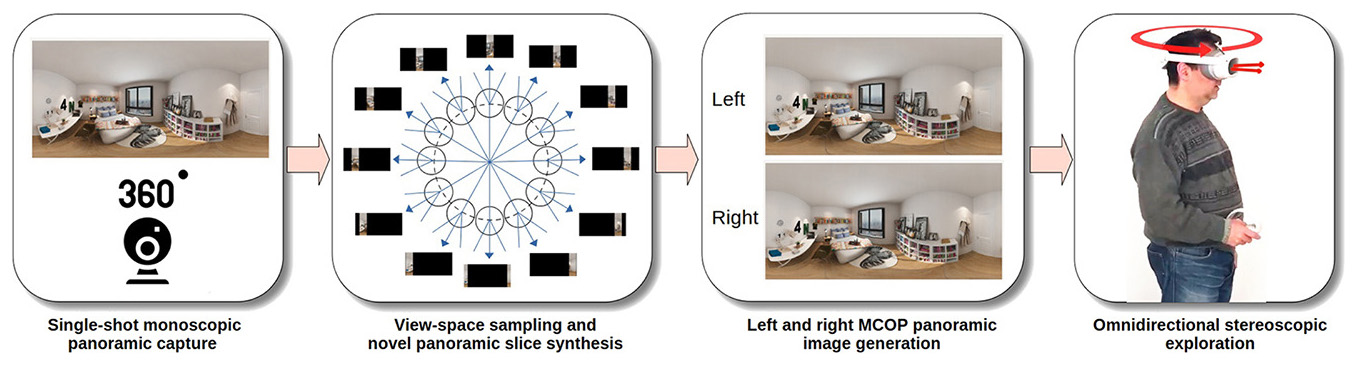 360°
Single-shot monoscopic
panoramic capture
View-space sampling and
novel panoramic slice synthesis
Left
Right
Left and right MCOP panoramic
image generation
Omnidirectional stereoscopic
exploration